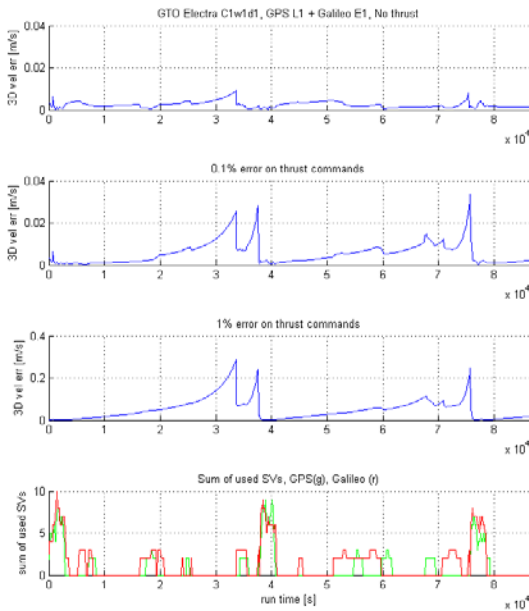 GTO Electra C1w1d1, GPS L1 + Galileo E1, No thrust
3D vel err [m/s]
0.04
0.02
0
0 1 2 3 4 5 6 7 8
x 10^4
0.1% error on thrust commands
3D vel err [m/s]
0.04
0.02
0
0 1 2 3 4 5 6 7 8
x 10^4
1% error on thrust commands
3D vel err [m/s]
0.4
0.2
0
0 1 2 3 4 5 6 7 8
x 10^4
Sum of used SVs, GPS(g), Galileo (r)
sum of used SVs
10
5
0
0 1 2 3 4 5 6 7 8
run time [s]
x 10^4